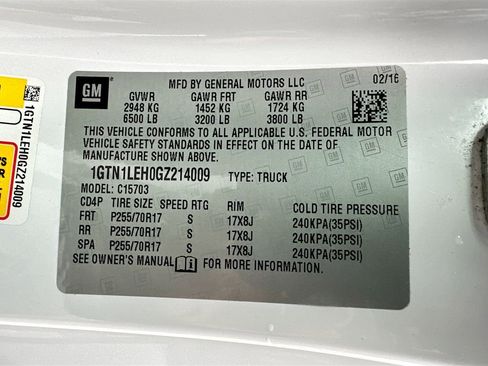 GM
MFD BY GENERAL MOTORS LLC 02/16
GVWR GAWR FRT GAWR RR
2948 KG 1452 KG 1724 KG
6500 LB 3200 LB 3800 LB
THIS VEHICLE CONFORMS TO ALL APPLICABLE U.S. FEDERAL MOTOR
VEHICLE SAFETY STANDARDS IN EFFECT ON THE DATE OF
MANUFACTURE SHOWN ABOVE.
1GTN1LEH0GZ214009 TYPE: TRUCK
MODEL: C15703
CD4P TIRE SIZE SPEED RTG RIM COLD TIRE PRESSURE
FRT P255/70R17 S 17X8J 240KPA(35PSI)
RR P255/70R17 S 17X8J 240KPA(35PSI)
SPA P255/70R17 S 17X8J 240KPA(35PSI)
SEE OWNER'S MANUAL FOR MORE INFORMATION.
1GTN1LEH0GZ214009